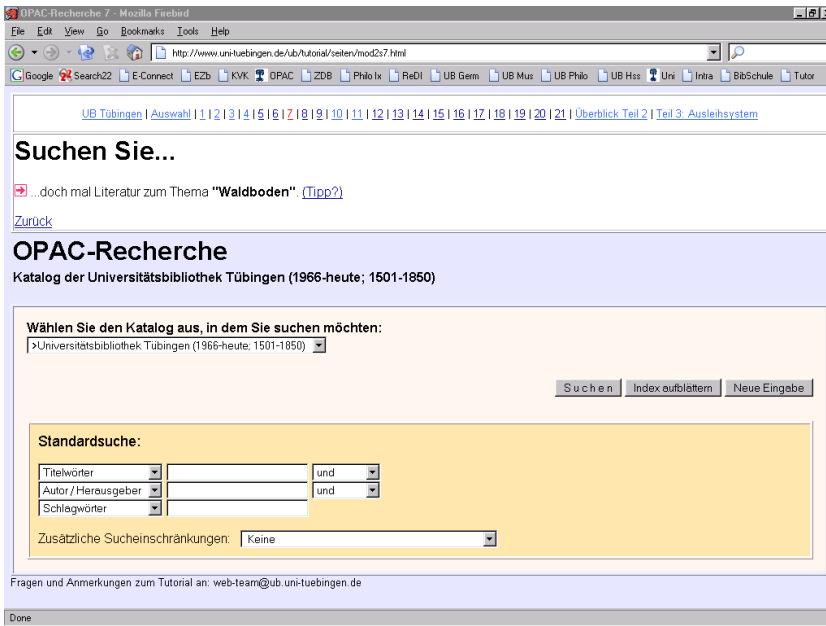 OPAC-Recherche 7 - Mozilla Firebird
File Edit View Go Bookmarks Tools Help
http://www.uni-tuebingen.de/ub/tutorial/seiten/mod2s7.html
Google Search22 E-Connect EZb KVK OPAC ZDB Philo Ix ReDI UB Germ UB Mus UB Philo UB Hss Uni Intra BibSchule Tutor
UB Tübingen | Auswahl | 1 | 2 | 3 | 4 | 5 | 6 | 7 | 8 | 9 | 10 | 11 | 12 | 13 | 14 | 15 | 16 | 17 | 18 | 19 | 20 | 21 | Überblick Teil 2 | Teil 3: Ausleihsystem
Suchen Sie...
...doch mal Literatur zum Thema "Waldboden". (Tipp?)
Zurück
OPAC-Recherche
Katalog der Universitätsbibliothek Tübingen (1966-heute; 1501-1850)
Wählen Sie den Katalog aus, in dem Sie suchen möchten:
>Universitätsbibliothek Tübingen (1966-heute; 1501-1850)
Suchen Index aufblättern Neue Eingabe
Standardsuche:
Titelwörter und
Autor / Herausgeber und
Schlagwörter
Zusätzliche Sucheinschränkungen: Keine
Fragen und Anmerkungen zum Tutorial an: web-team@ub.uni-tuebingen.de
Done